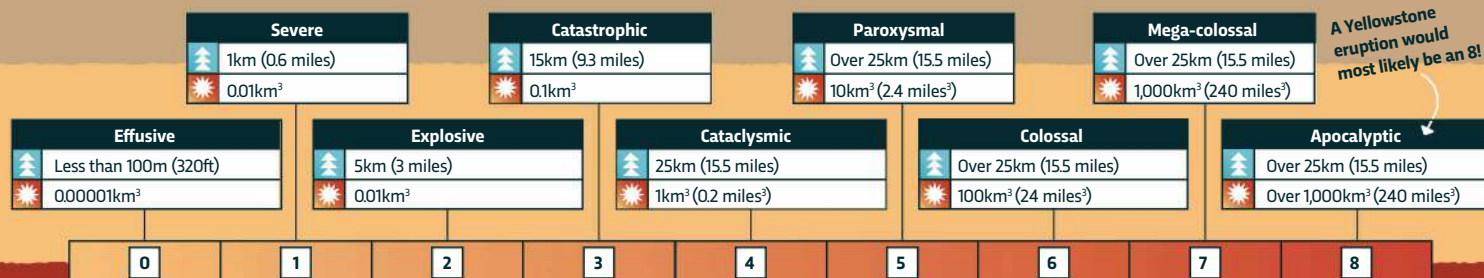 Severe
1km (0.6 miles)
0.01km³
Catastrophic
15km (9.3 miles)
0.1km³
Paroxysmal
Over 25km (15.5 miles)
10km³ (2.4 miles³)
Mega-colossal
Over 25km (15.5 miles)
1,000km³ (240 miles³)
A Yellowstone
eruption would
most likely be an 8!
Effusive
Less than 100m (320ft)
0.00001km³
Explosive
5km (3 miles)
0.01km³
Cataclysmic
25km (15.5 miles)
1km³ (0.2 miles³)
Colossal
Over 25km (15.5 miles)
100km³ (24 miles³)
Apocalyptic
Over 25km (15.5 miles)
Over 1,000km³ (240 miles³)
0 1 2 3 4 5 6 7 8